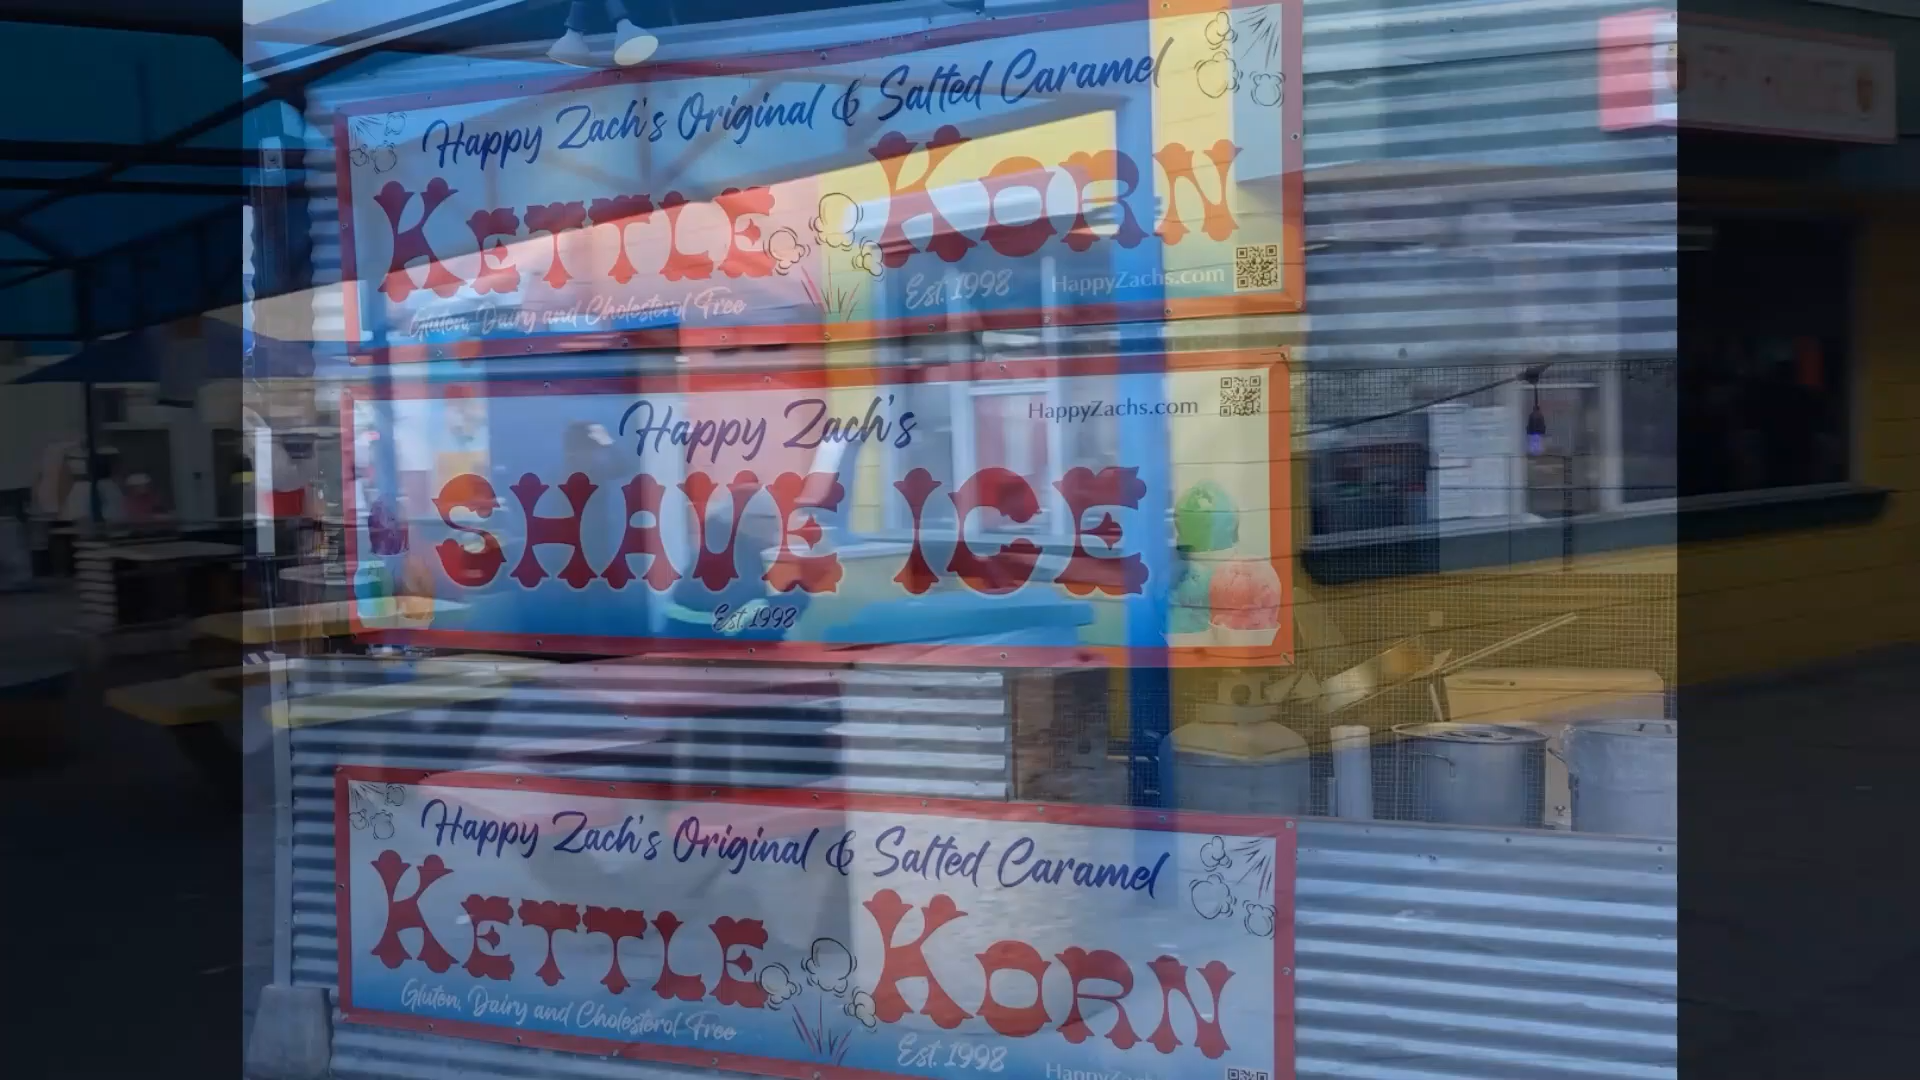 Happy Zach's Original & Salted Caramel
KETTLE KORN
Gluten, Dairy and Cholesterol Free
Est. 1998
HappyZachs.com
Happy Zach's
HappyZachs.com
SHAVE ICE
Est. 1998
Happy Zach's Original & Salted Caramel
KETTLE KORN
Gluten, Dairy and Cholesterol Free
Est. 1998